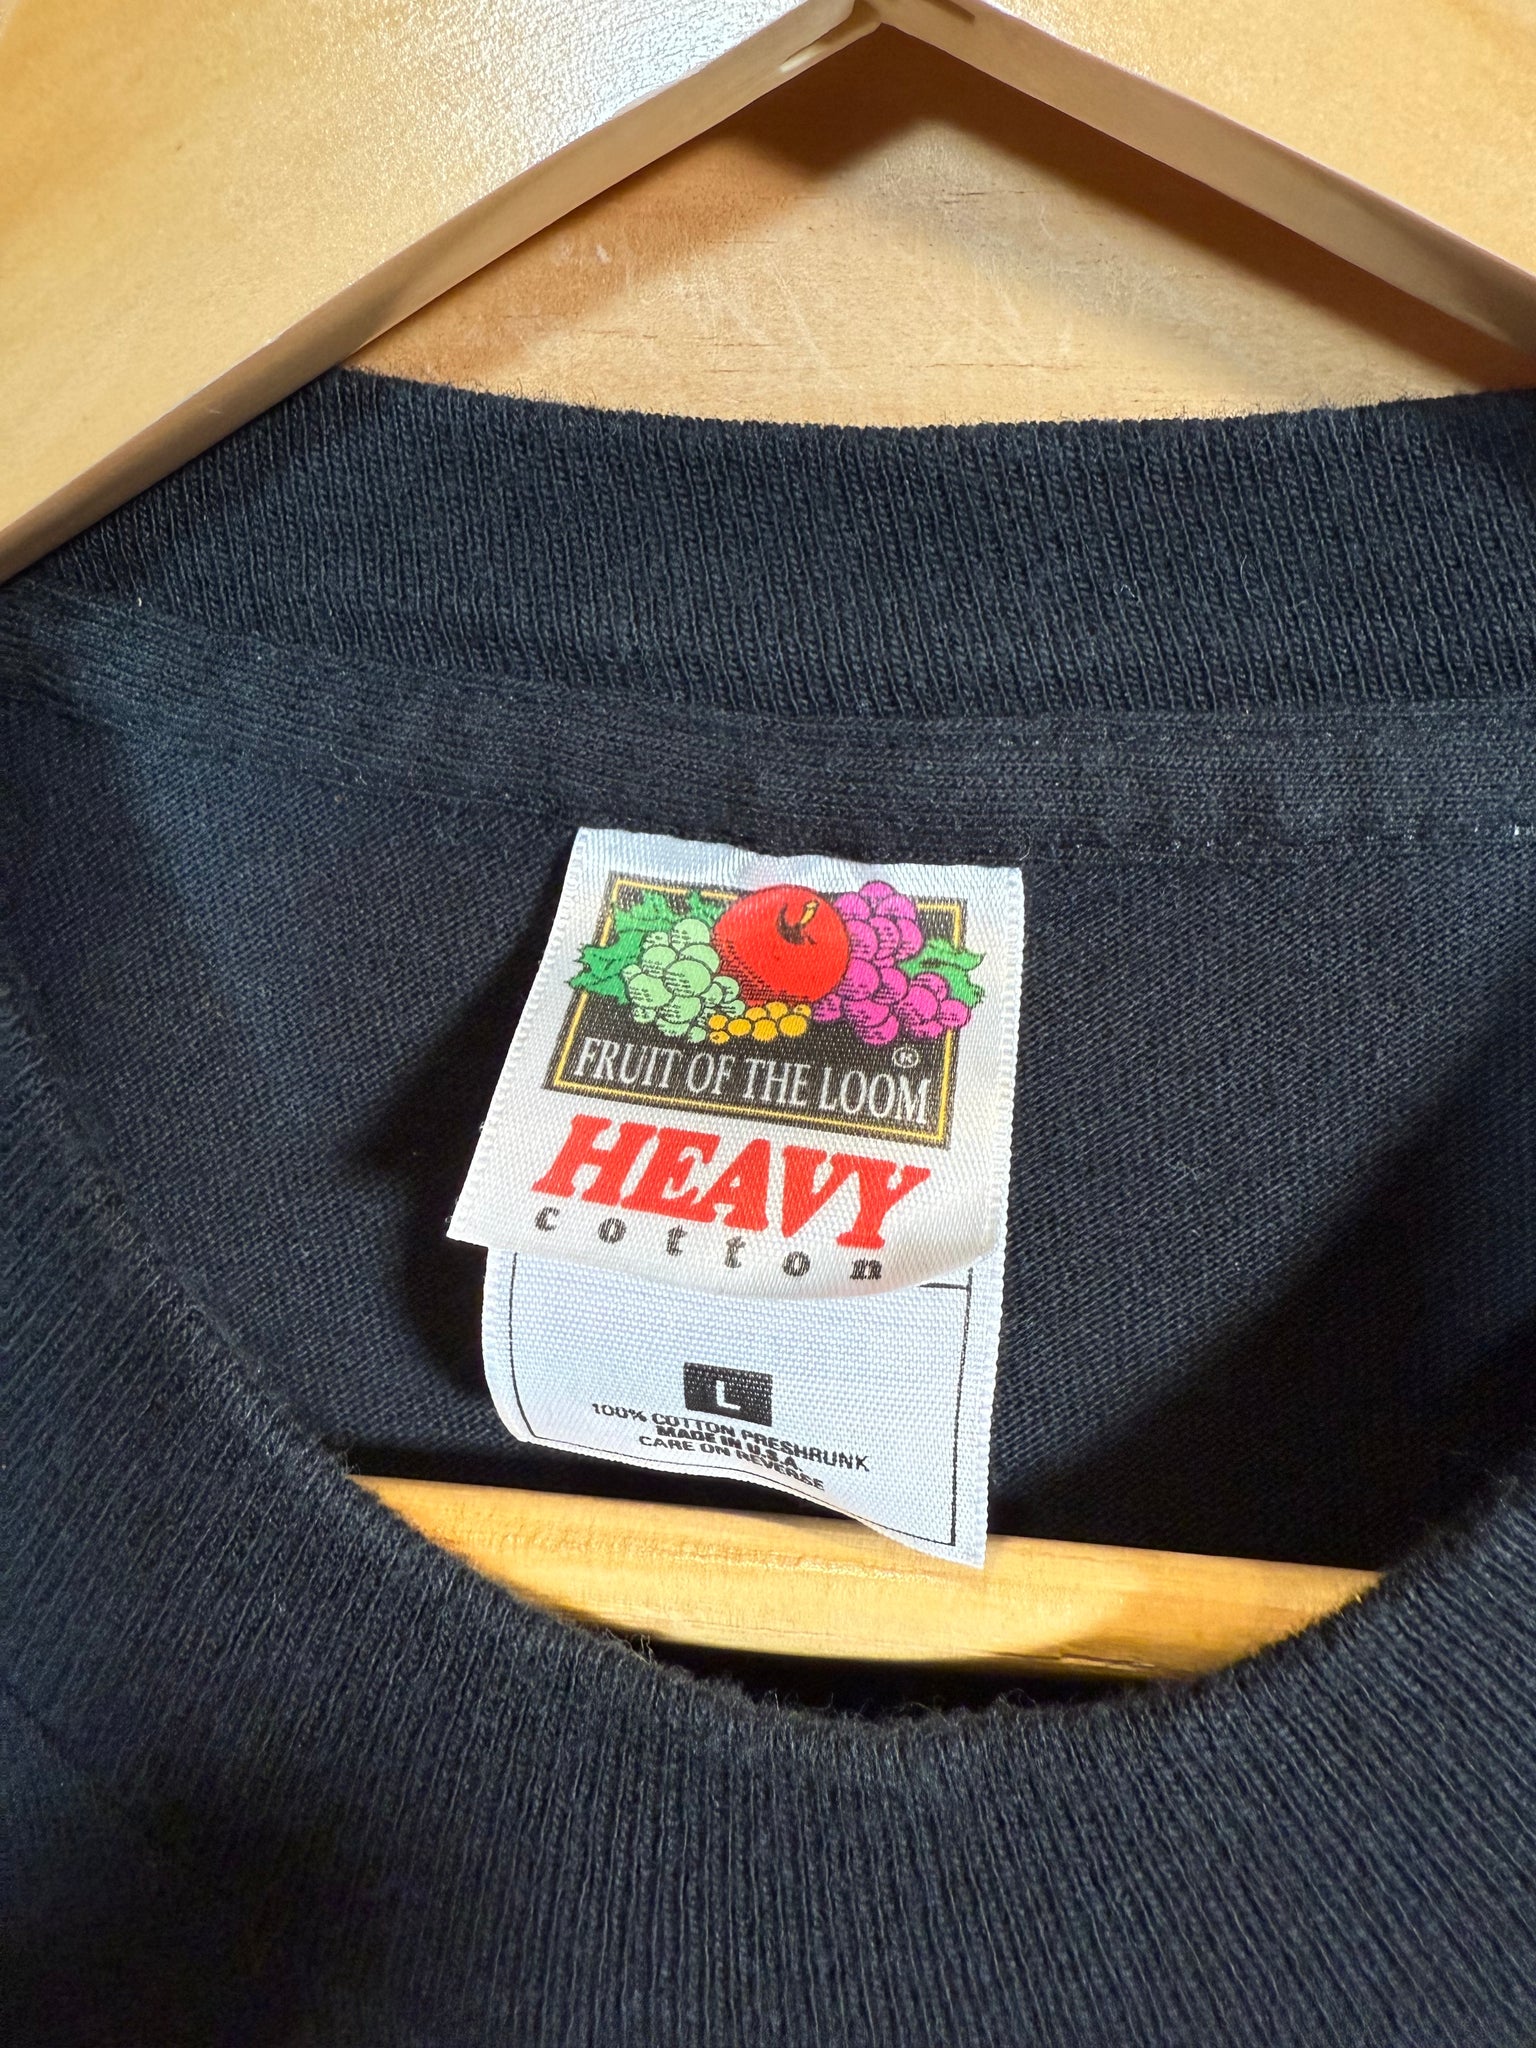 FRUIT OF THE LOOM ®
HEAVY
cotton
L
100% COTTON PRESHRUNK
MADE IN U.S.A
CARE ON REVERSE